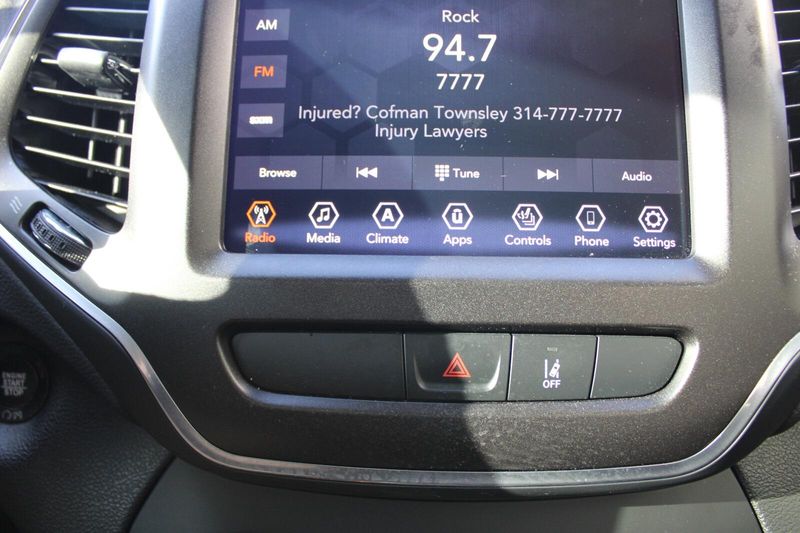 AM
Rock
94.7
FM
7777
sxm
Injured? Cofman Townsley 314-777-7777
Injury Lawyers
Browse
Tune
Audio
Radio
Media
A
Climate
Apps
Controls
Phone
Settings
OFF
ENGINE
START
STOP